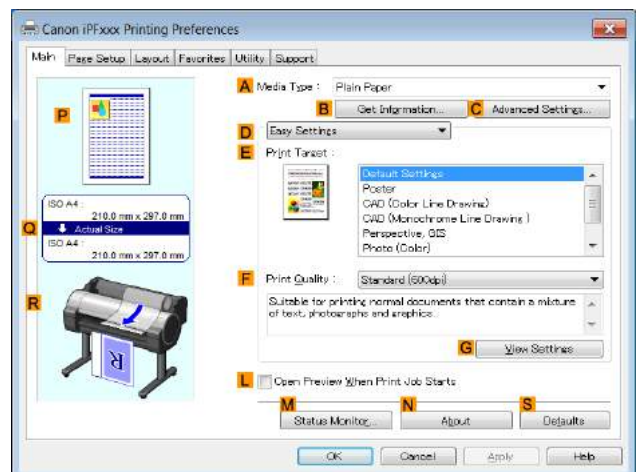 Canon iPFxxx Printing Preferences
Main Page Setup Layout Favorites Utility Support
A Media Type : Plain Paper
B Get Information... C Advanced Settings...
D Easy Settings
E Print Target :
Default Settings
Poster
CAD (Color Line Drawing)
CAD (Monochrome Line Drawing )
Perspective, GIS
Photo (Color)
F Print Quality : Standard (600dpi)
Suitable for printing normal documents that contain a mixture
of text, photographs and graphics.
G View Settings
L Open Preview When Print Job Starts
M Status Monitor... N About S Defaults
OK Cancel Apply Help
P
ISO A4 :
210.0 mm x 297.0 mm
Q Actual Size
ISO A4 :
210.0 mm x 297.0 mm
R
R